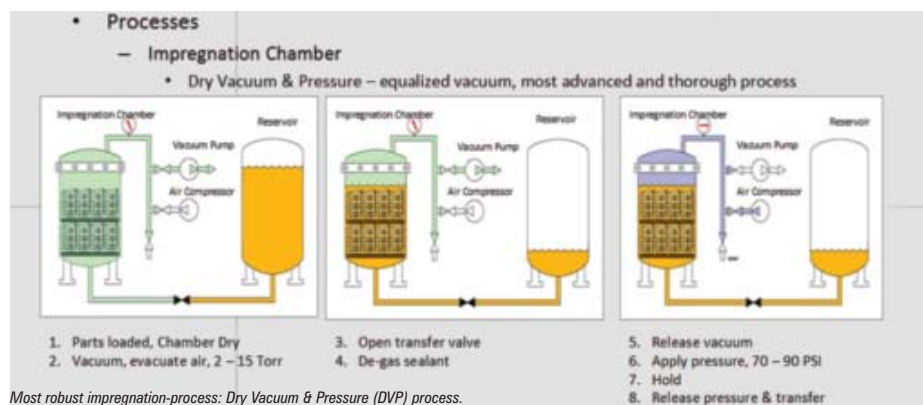 • Processes
– Impregnation Chamber
• Dry Vacuum & Pressure – equalized vacuum, most advanced and thorough process
Impregnation Chamber
Reservoir
Vacuum Pump
Air Compressor
Impregnation Chamber
Reservoir
Vacuum Pump
Air Compressor
Impregnation Chamber
Reservoir
Vacuum Pump
Air Compressor
1. Parts loaded, Chamber Dry
2. Vacuum, evacuate air, 2 – 15 Torr
3. Open transfer valve
4. De-gas sealant
5. Release vacuum
6. Apply pressure, 70 – 90 PSI
7. Hold
8. Release pressure & transfer
Most robust impregnation-process: Dry Vacuum & Pressure (DVP) process.